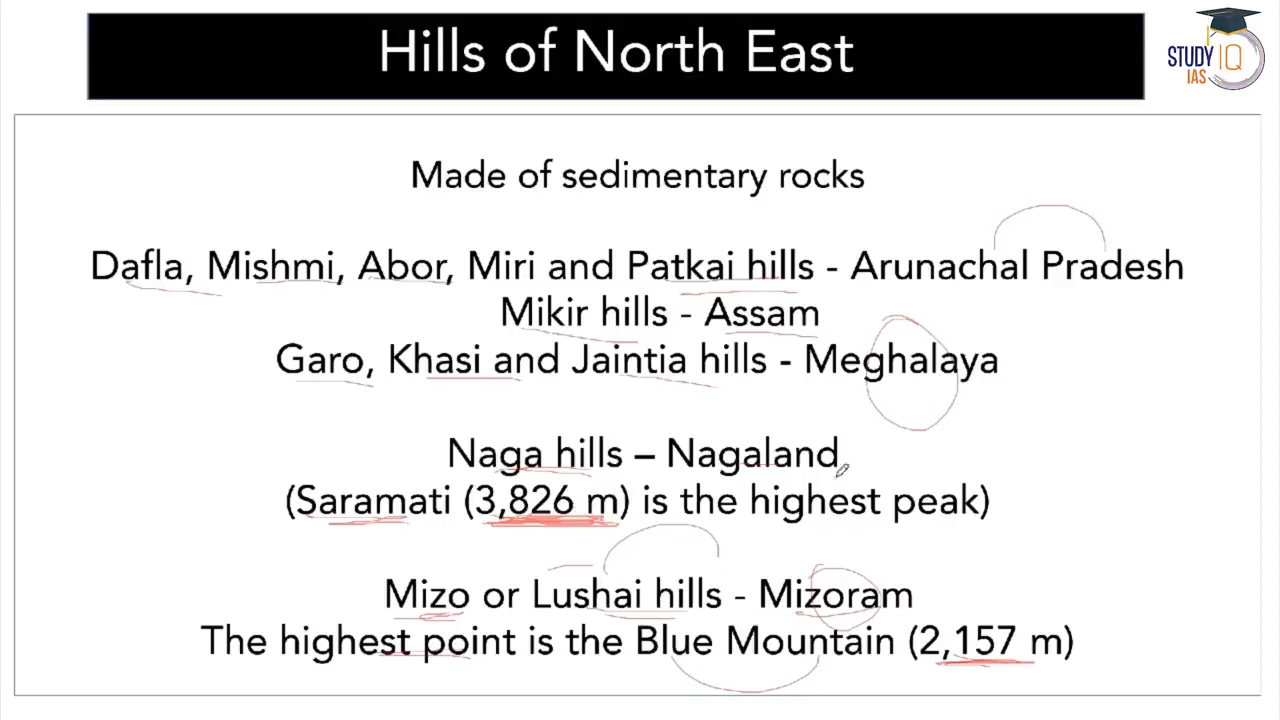 Hills of North East
STUDY IQ
IAS
Made of sedimentary rocks
Dafla, Mishmi, Abor, Miri and Patkai hills - Arunachal Pradesh
Mikir hills - Assam
Garo, Khasi and Jaintia hills - Meghalaya
Naga hills – Nagaland
(Saramati (3,826 m) is the highest peak)
Mizo or Lushai hills - Mizoram
The highest point is the Blue Mountain (2,157 m)